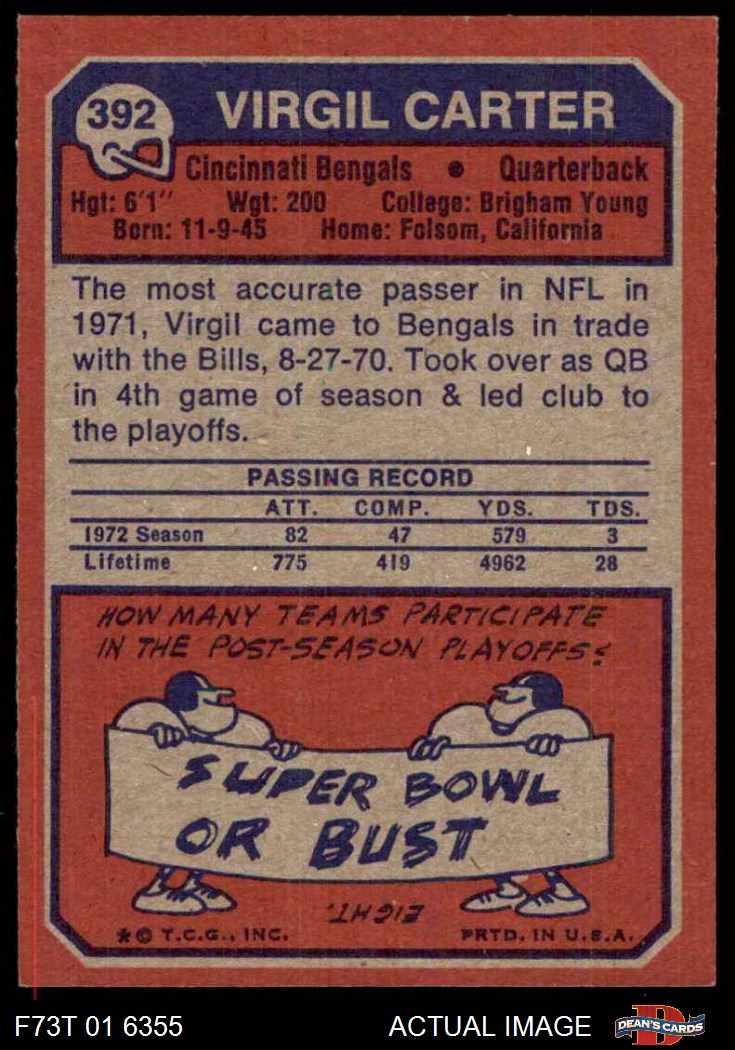 392
VIRGIL CARTER
Cincinnati Bengals • Quarterback
Hgt: 6'1" Wgt: 200 College: Brigham Young
Born: 11-9-45 Home: Folsom, California
The most accurate passer in NFL in
1971, Virgil came to Bengals in trade
with the Bills, 8-27-70. Took over as QB
in 4th game of season & led club to
the playoffs.
PASSING RECORD
ATT. COMP. YDS. TDS.
1972 Season 82 47 579 3
Lifetime 775 419 4962 28
HOW MANY TEAMS PARTICIPATE
IN THE POST-SEASON PLAYOFFS?
SUPER BOWL
OR BUST
EIGHT.
*© T.C.G., INC. PRTD. IN U.S.A.
F73T 01 6355 ACTUAL IMAGE
DEAN'S CARDS